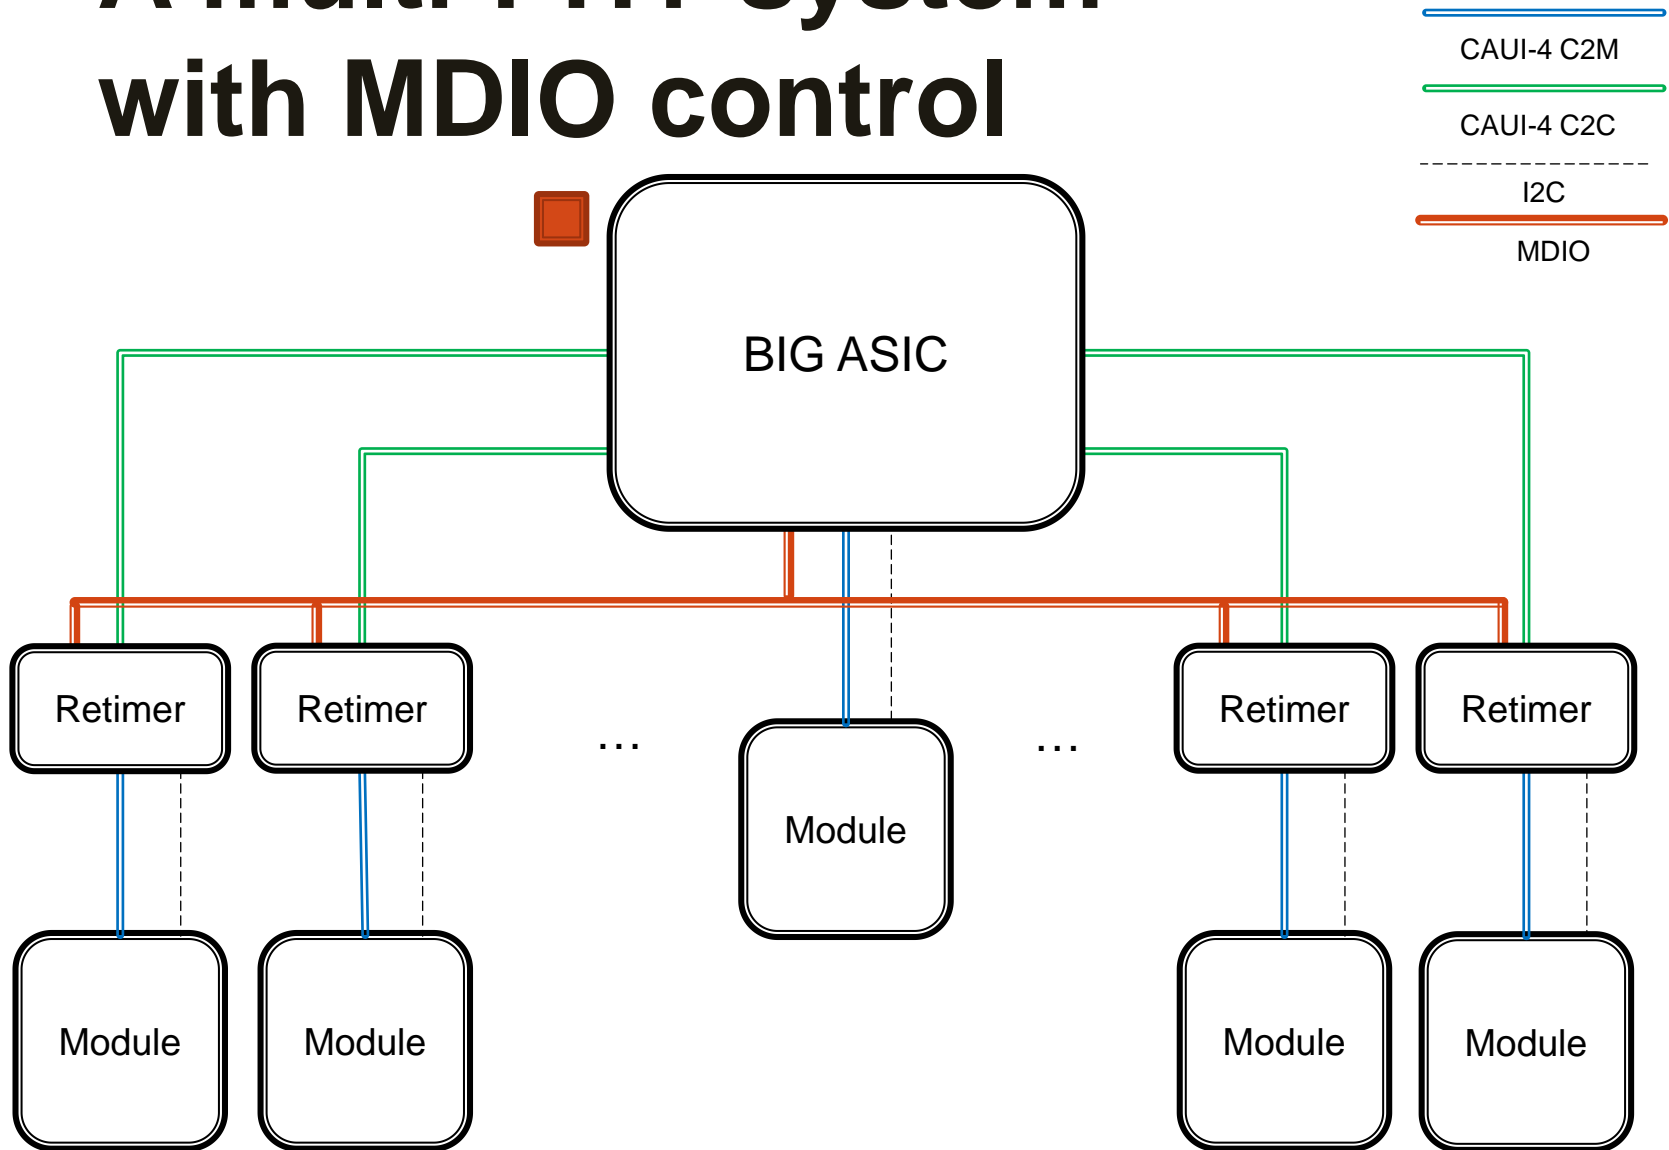 with MDIO control
CAUI-4 C2M
CAUI-4 C2C
I2C
MDIO
BIG ASIC
Retimer
Retimer
...
Module
...
Retimer
Retimer
Module
Module
Module
Module